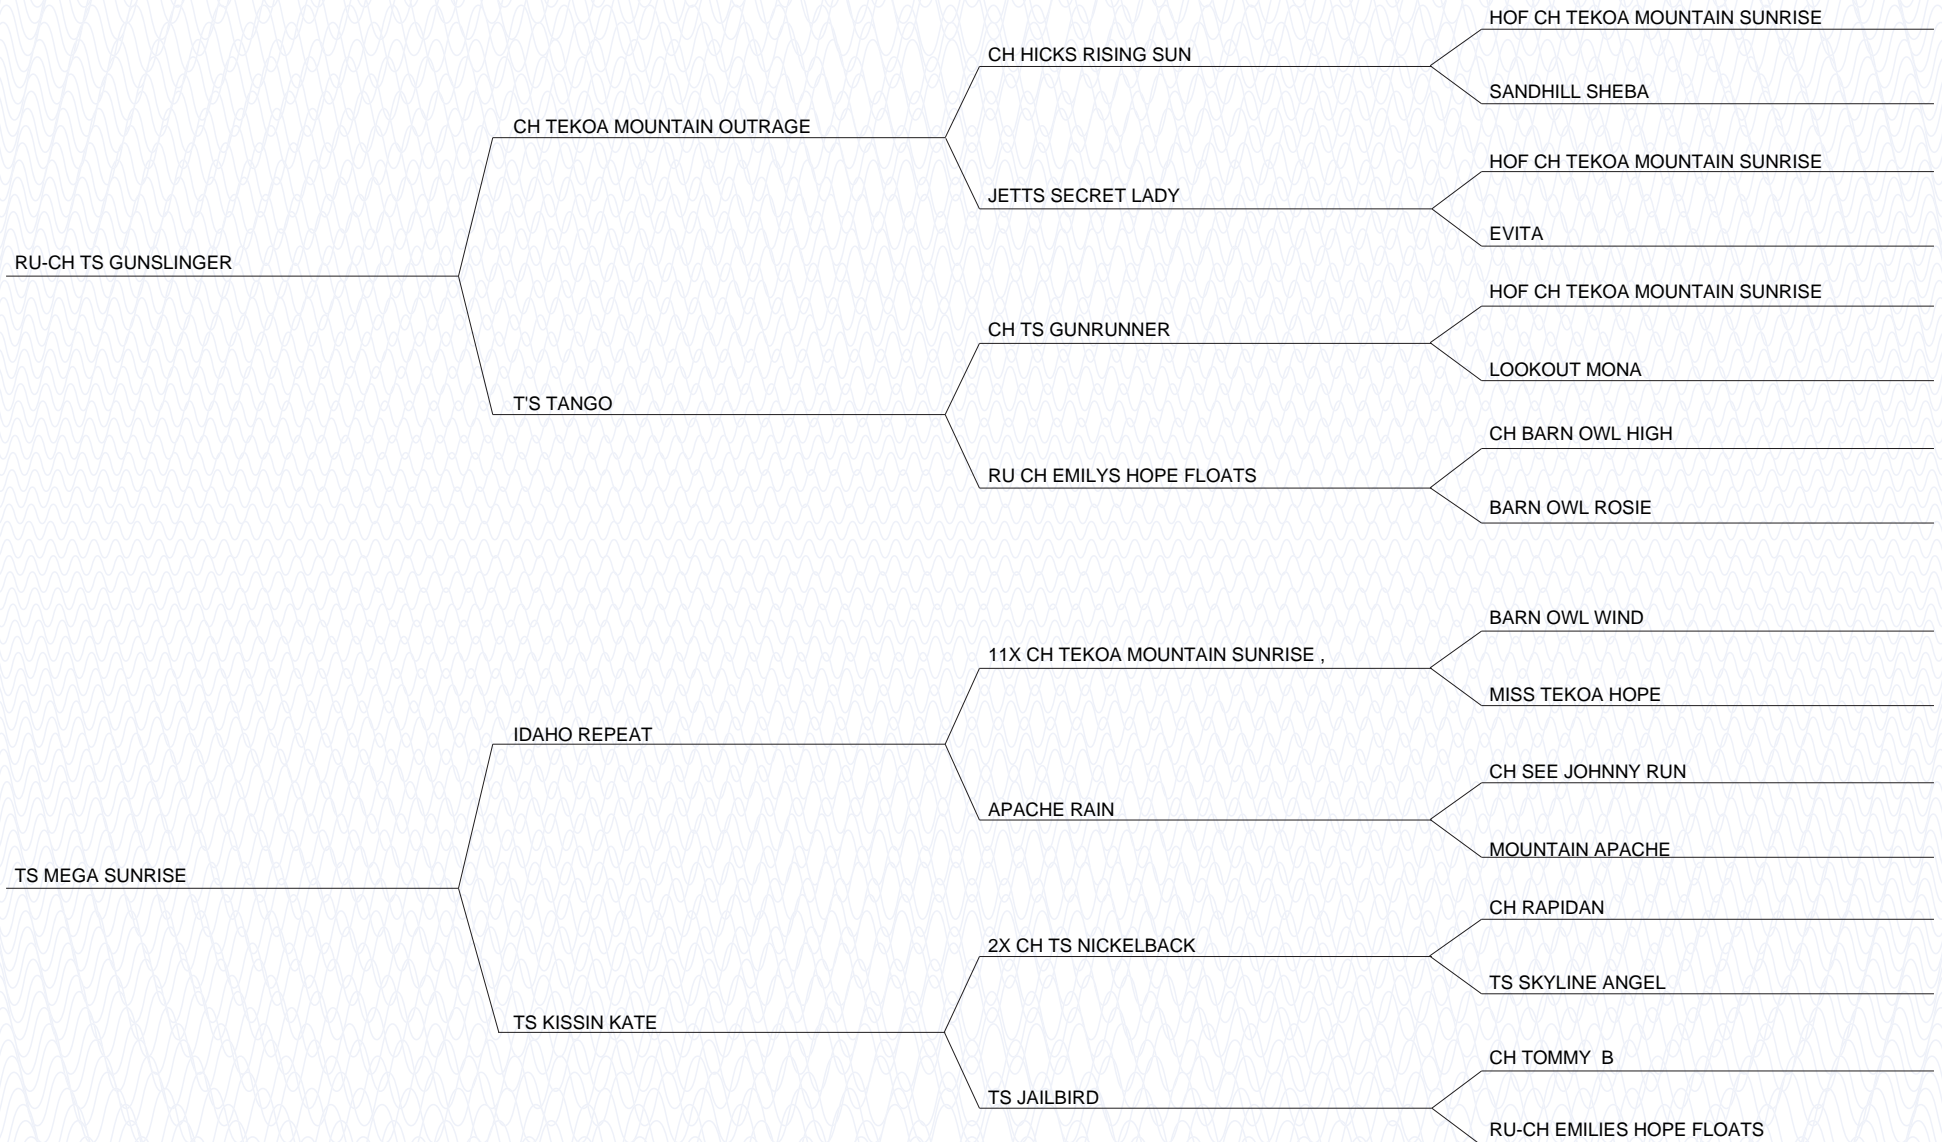 HOF CH TEKOA MOUNTAIN SUNRISE
CH HICKS RISING SUN
SANDHILL SHEBA
CH TEKOA MOUNTAIN OUTRAGE
HOF CH TEKOA MOUNTAIN SUNRISE
JETTS SECRET LADY
EVITA
RU-CH TS GUNSLINGER
HOF CH TEKOA MOUNTAIN SUNRISE
CH TS GUNRUNNER
LOOKOUT MONA
T'S TANGO
CH BARN OWL HIGH
RU CH EMILYS HOPE FLOATS
BARN OWL ROSIE
BARN OWL WIND
11X CH TEKOA MOUNTAIN SUNRISE ,
MISS TEKOA HOPE
IDAHO REPEAT
CH SEE JOHNNY RUN
APACHE RAIN
MOUNTAIN APACHE
TS MEGA SUNRISE
CH RAPIDAN
2X CH TS NICKELBACK
TS SKYLINE ANGEL
TS KISSIN KATE
CH TOMMY  B
TS JAILBIRD
RU-CH EMILIES HOPE FLOATS